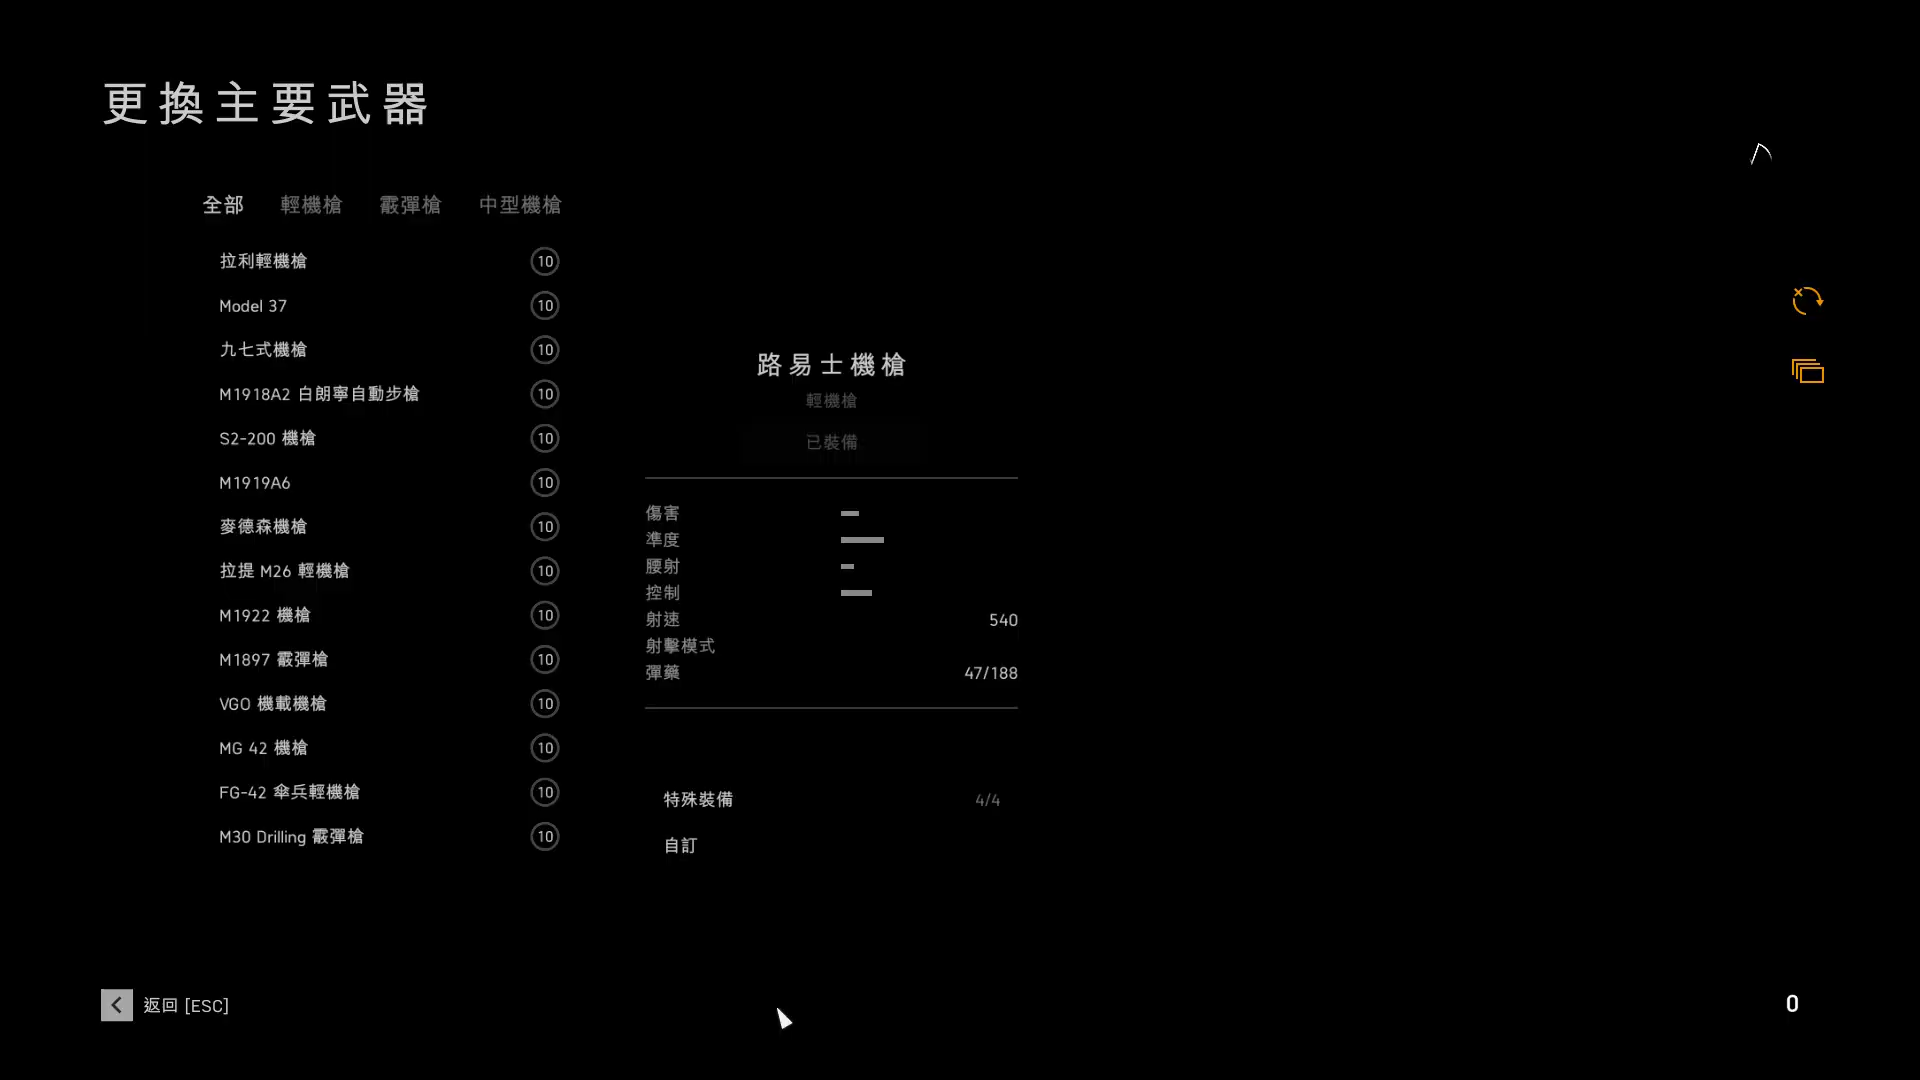 更換主要武器
全部 輕機槍 霰彈槍 中型機槍
拉利輕機槍 10
Model 37 10
九七式機槍 10
M1918A2 白朗寧自動步槍 10
S2-200 機槍 10
M1919A6 10
麥德森機槍 10
拉提 M26 輕機槍 10
M1922 機槍 10
M1897 霰彈槍 10
VGO 機載機槍 10
MG 42 機槍 10
FG-42 傘兵輕機槍 10
M30 Drilling 霰彈槍 10
路易士機槍
輕機槍
已裝備
傷害
準度
腰射
控制
射速 540
射擊模式
彈藥 47/188
特殊裝備 4/4
自訂
返回 [ESC]
0